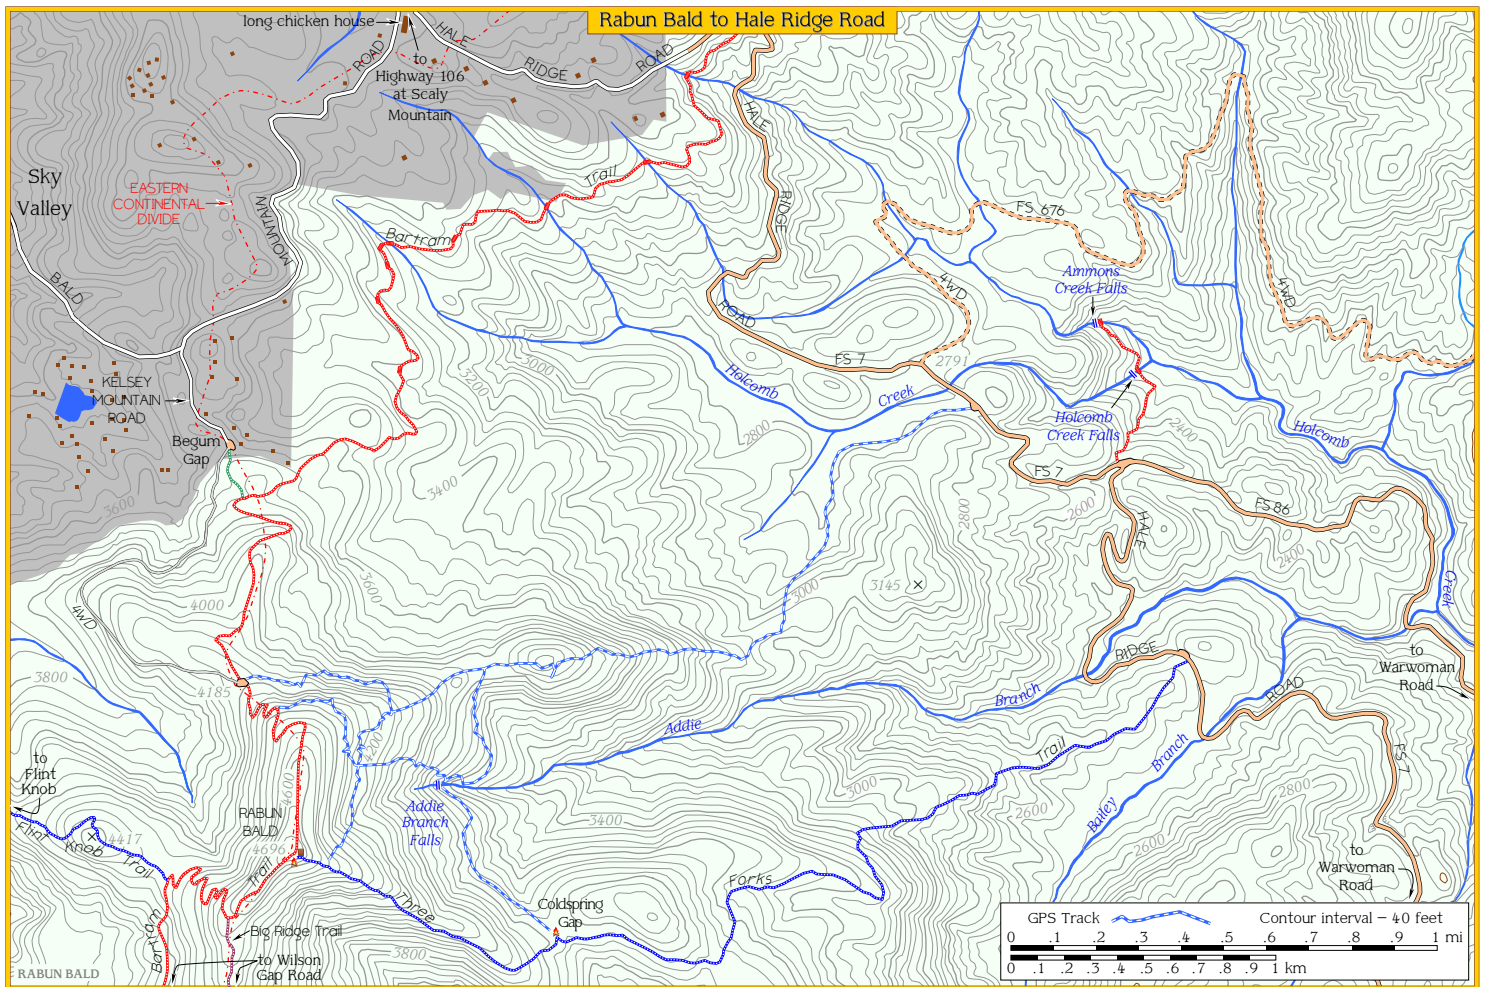 Rabun Bald to Hale Ridge Road
long chicken house
to
Highway 106
at Scaly
Mountain
HALE
RIDGE
ROAD
ROAD
Sky
Valley
EASTERN
CONTINENTAL
DIVIDE
MOUNTAIN
BALD
HALE
RIDGE
ROAD
Trail
Bartram
FS 676
4WD
4WD
Ammons
Creek Falls
FS 7
2791
3000
3200
Holcomb
Creek
KELSEY
MOUNTAIN
ROAD
Begum
Gap
Holcomb
Creek Falls
2400
Holcomb
2800
3400
3600
FS 7
2600
2800
FS 86
HALE
2400
Creek
3600
3000
3145
4000
4WD
4185
3800
RIDGE
ROAD
to
Warwoman
Road
Branch
Addie
4200
Trail
Branch
Bailey
FS 7
to
Flint
Knob
Flint
Knob
Trail
4417
4600
RABUN
BALD
4696
Trail
Addie
Branch
Falls
3400
3000
2600
2800
2600
to
Warwoman
Road
Forks
Three
Coldspring
Gap
Bartram
Big Ridge Trail
to Wilson
Gap Road
3800
RABUN BALD
GPS Track
Contour interval – 40 feet
0 .1 .2 .3 .4 .5 .6 .7 .8 .9 1 mi
0 .1 .2 .3 .4 .5 .6 .7 .8 .9 1 km